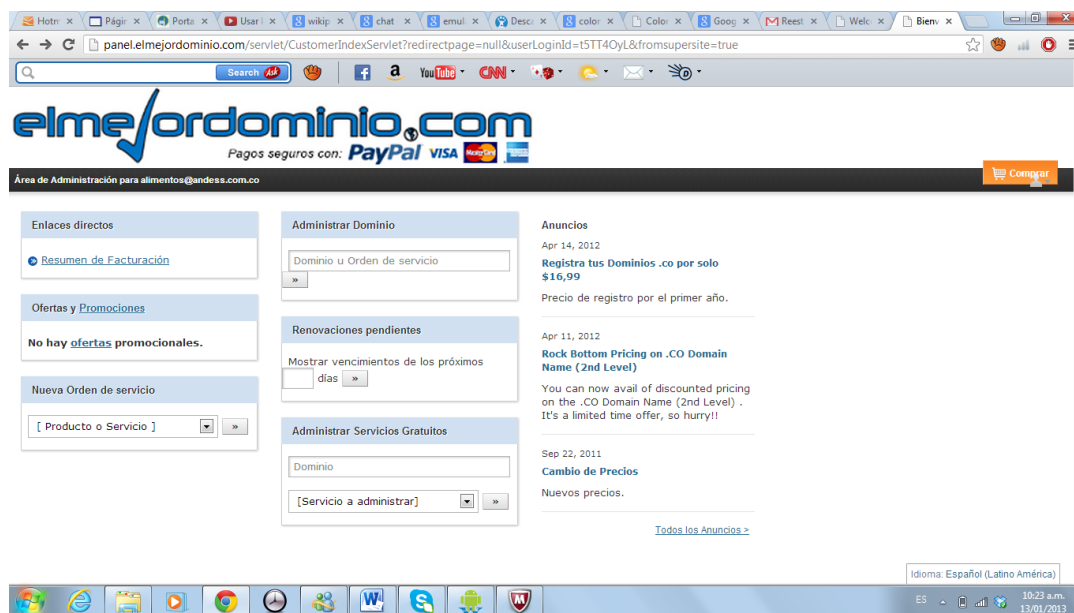 Hotm
Págir
Porta
Usar i
wikip
chat
emul
Desca
color
Color
Goog
Reest
Welc
Bienv
panel.elmejordominio.com/servlet/CustomerIndexServlet?redirectpage=null&userLoginId=t5TT4OyL&fromsupersite=true
Search Ask
f a YouTube CNN
elmejordominio.com
Pagos seguros con: PayPal VISA MasterCard
Área de Administración para alimentos@andess.com.co
Comprar
Enlaces directos
Resumen de Facturación
Ofertas y Promociones
No hay ofertas promocionales.
Nueva Orden de servicio
[ Producto o Servicio ]
»
Administrar Dominio
Dominio u Orden de servicio
»
Renovaciones pendientes
Mostrar vencimientos de los próximos
días »
Administrar Servicios Gratuitos
Dominio
[Servicio a administrar]
»
Anuncios
Apr 14, 2012
Registra tus Dominios .co por solo
$16,99
Precio de registro por el primer año.
Apr 11, 2012
Rock Bottom Pricing on .CO Domain
Name (2nd Level)
You can now avail of discounted pricing
on the .CO Domain Name (2nd Level) .
It's a limited time offer, so hurry!!
Sep 22, 2011
Cambio de Precios
Nuevos precios.
Todos los Anuncios >
Idioma: Español (Latino América)
ES
10:23 a.m.
13/01/2013